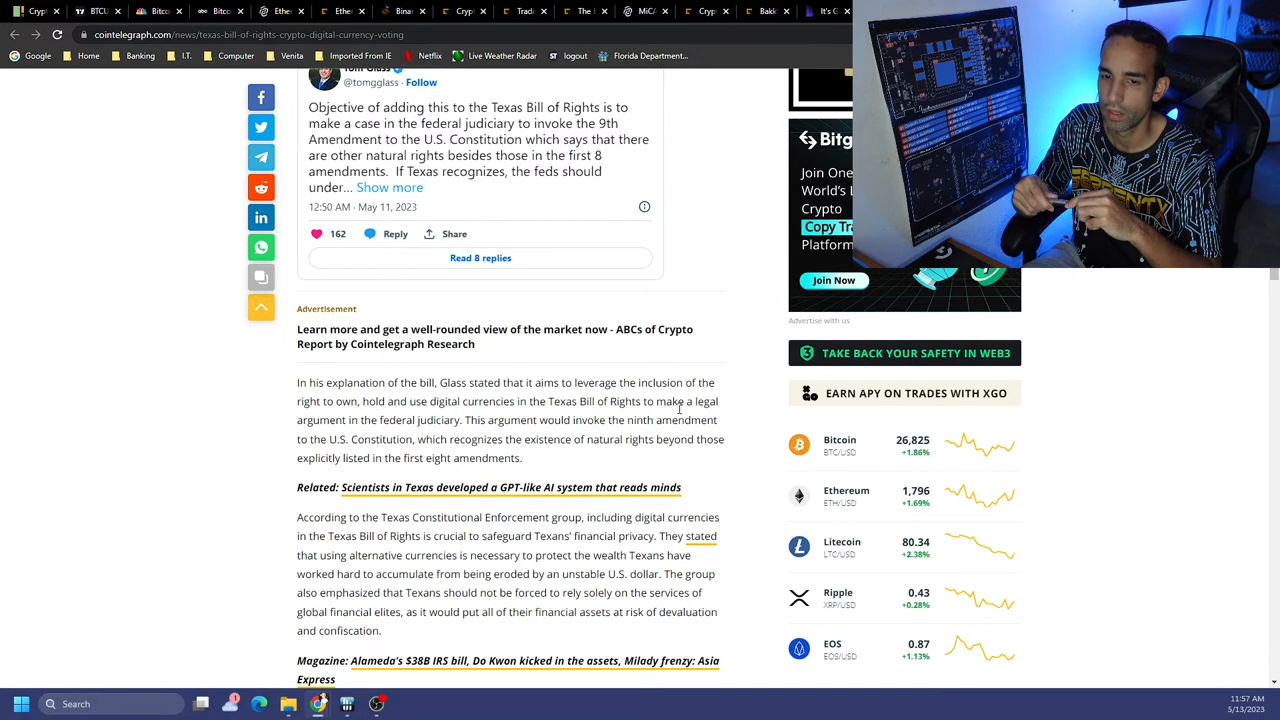 Crypt
BTCU
Bitco
Bitco
Ethe
Ether
Binar
Crypt
Tradi
The I
MiCA
Crypt
Bakk
It's G
cointelegraph.com/news/texas-bill-of-rights-crypto-digital-currency-voting
Google
Home
Banking
I.T.
Computer
Vanito
Imported From IE
Netflix
Live Weather Radar
logout
Florida Department...
@tomgglass · Follow
Objective of adding this to the Texas Bill of Rights is to
make a case in the federal judiciary to invoke the 9th
Amendment to the U.S. Constitution which says that there
are other natural rights besides those in the first 8
amendments. If Texas recognizes, the feds should
under... Show more
12:50 AM · May 11, 2023
162 Reply Share
Read 8 replies
Advertisement
Learn more and get a well-rounded view of the market now - ABCs of Crypto
Report by Cointelegraph Research
In his explanation of the bill, Glass stated that it aims to leverage the inclusion of the
right to own, hold and use digital currencies in the Texas Bill of Rights to make a legal
argument in the federal judiciary. This argument would invoke the ninth amendment
to the U.S. Constitution, which recognizes the existence of natural rights beyond those
explicitly listed in the first eight amendments.
Related: Scientists in Texas developed a GPT-like AI system that reads minds
According to the Texas Constitutional Enforcement group, including digital currencies
in the Texas Bill of Rights is crucial to safeguard Texans' financial privacy. They stated
that using alternative currencies is necessary to protect the wealth Texans have
worked hard to accumulate from being eroded by an unstable U.S. dollar. The group
also emphasized that Texans should not be forced to rely solely on the services of
global financial elites, as it would put all of their financial assets at risk of devaluation
and confiscation.
Magazine: Alameda's $38B IRS bill, Do Kwon kicked in the assets, Milady frenzy: Asia
Express
Bitg
Join One
World's L
Crypto
Copy Tra
Platform
Join Now
Advertise with us
TAKE BACK YOUR SAFETY IN WEB3
EARN APY ON TRADES WITH XGO
Bitcoin 26,825
BTC/USD +1.86%
Ethereum 1,796
ETH/USD +1.69%
Litecoin 80.34
LTC/USD +2.38%
Ripple 0.43
XRP/USD +0.28%
EOS 0.87
EOS/USD +1.13%
Search
11:57 AM
5/13/2023